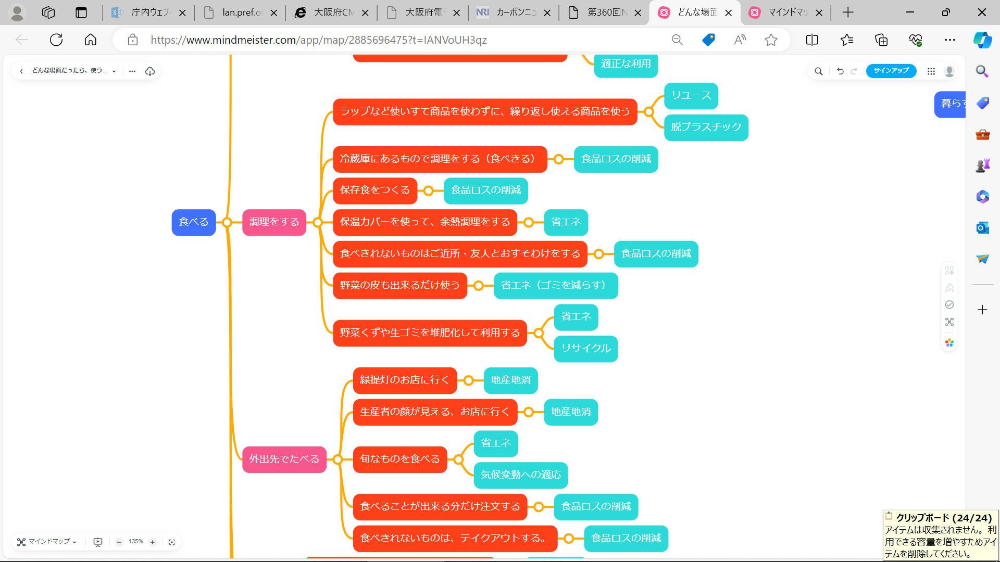 庁内ウェブ
lan.pref.os
大阪府CM
大阪府電子
NRI カーボンニュ
第360回N
どんな場面
マインドマッ
https://www.mindmeister.com/app/map/2885696475?t=IANVoUH3qz
どんな場面だったら、使う...
サインアップ
適正な利用
暮らす
ラップなど使いすて商品を使わずに、繰り返し使える商品を使う
リユース
脱プラスチック
冷蔵庫にあるもので調理をする（食べきる）
食品ロスの削減
保存食をつくる
食品ロスの削減
食べる
調理をする
保温カバーを使って、余熱調理をする
省エネ
食べきれないものはご近所・友人とおすそわけをする
食品ロスの削減
野菜の皮も出来るだけ使う
省エネ（ゴミを減らす）
野菜くずや生ゴミを堆肥化して利用する
省エネ
リサイクル
緑提灯のお店に行く
地産地消
生産者の顔が見える、お店に行く
地産地消
外出先でたべる
旬なものを食べる
省エネ
気候変動への適応
食べることが出来る分だけ注文する
食品ロスの削減
食べきれないものは、テイクアウトする。
食品ロスの削減
マインドマップ
135%
クリップボード (24/24)
アイテムは収集されません。利
用できる容量を増やすためアイ
テムを削除してください。